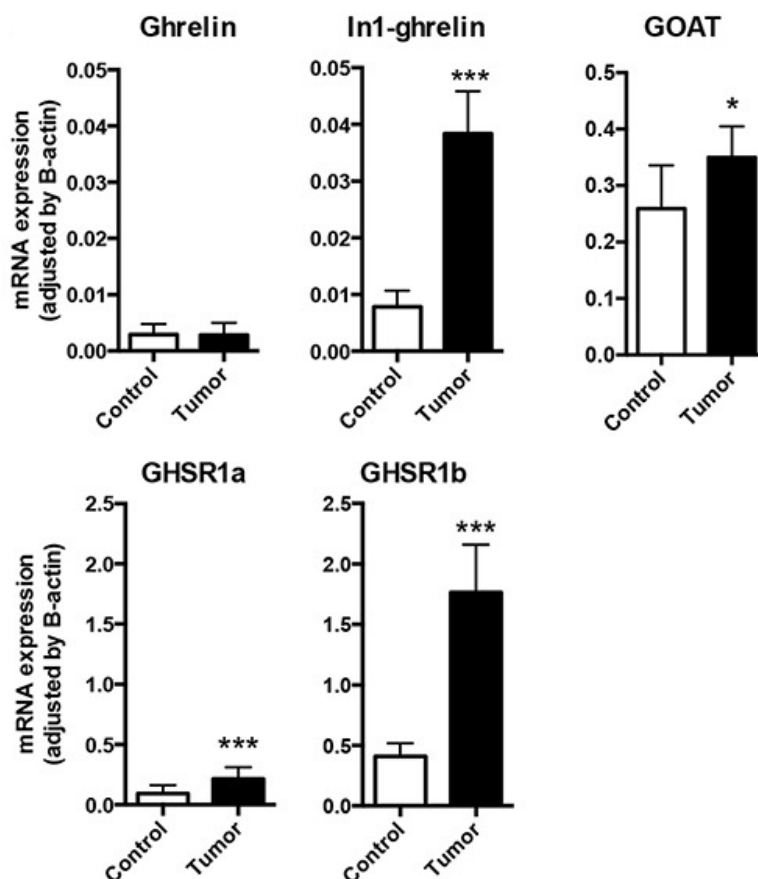 Ghrelin
In1-ghrelin
GOAT
mRNA expression
(adjusted by B-actin)
0.05
0.04
0.03
0.02
0.01
0.00
Control
Tumor
0.05
0.04
0.03
0.02
0.01
0.00
***
Control
Tumor
0.5
0.4
0.3
0.2
0.1
0.0
*
Control
Tumor
GHSR1a
GHSR1b
mRNA expression
(adjusted by B-actin)
2.5
2.0
1.5
1.0
0.5
0.0
***
Control
Tumor
2.5
2.0
1.5
1.0
0.5
0.0
***
Control
Tumor